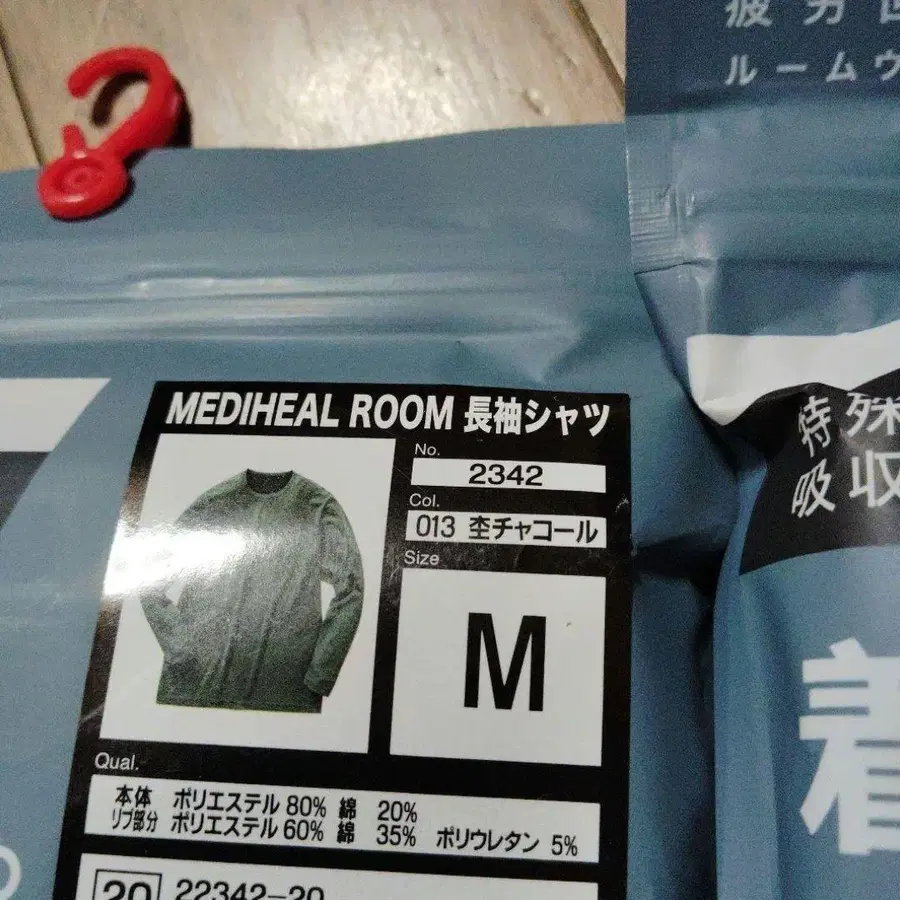 疲労
ルームウ
特殊
吸収
着
MEDIHEAL ROOM 長袖シャツ
No.
2342
Col.
013 杢チャコール
Size
M
Qual.
本体 ポリエステル 80% 綿 20%
リブ部分 ポリエステル 60% 綿 35% ポリウレタン 5%
20 22342-20